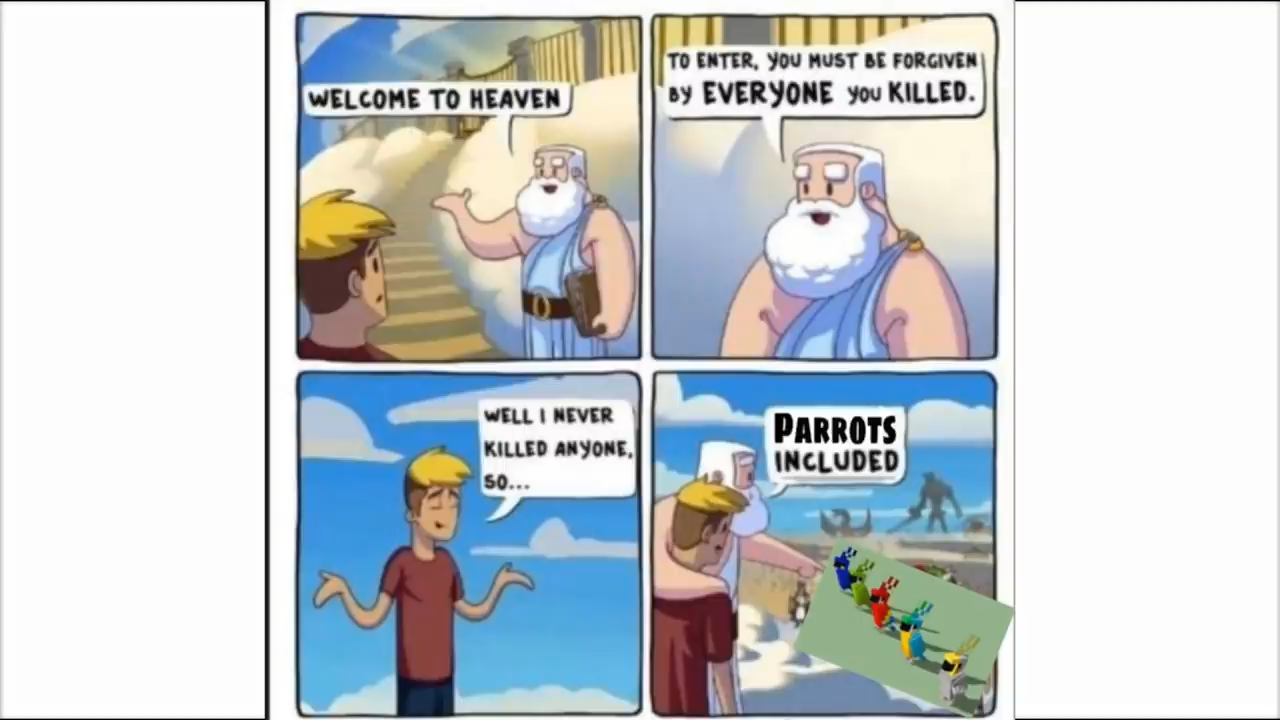 WELCOME TO HEAVEN
TO ENTER, YOU MUST BE FORGIVEN
BY EVERYONE YOU KILLED.
WELL I NEVER
KILLED ANYONE,
SO...
PARROTS
INCLUDED